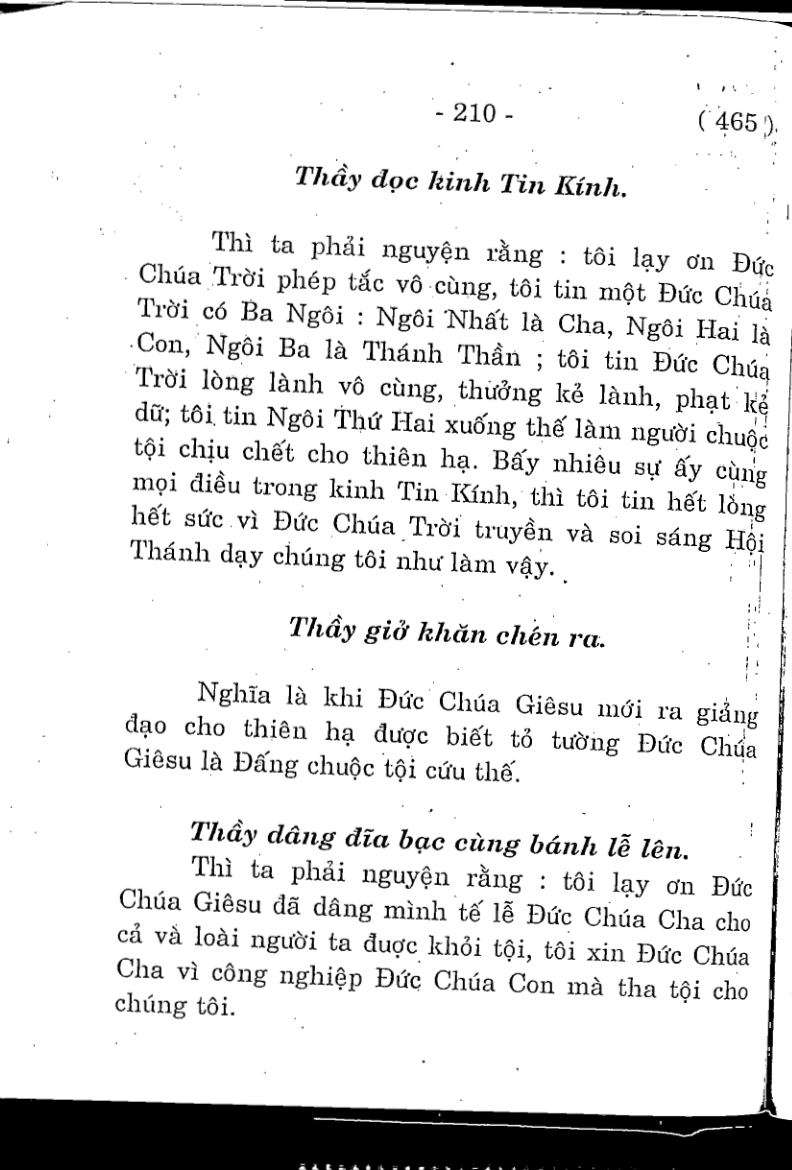 - 210 -
( 465 )
Thầy đọc kinh Tin Kính.
Thì ta phải nguyện rằng : tôi lạy ơn Đức
Chúa Trời phép tắc vô cùng, tôi tin một Đức Chúa
Trời có Ba Ngôi : Ngôi Nhất là Cha, Ngôi Hai là
Con, Ngôi Ba là Thánh Thần ; tôi tin Đức Chúa
Trời lòng lành vô cùng, thưởng kẻ lành, phạt kẻ
dữ; tôi tin Ngôi Thứ Hai xuống thế làm người chuộc
tội chịu chết cho thiên hạ. Bấy nhiêu sự ấy cùng
mọi điều trong kinh Tin Kính, thì tôi tin hết lòng
hết sức vì Đức Chúa Trời truyền và soi sáng Hội
Thánh dạy chúng tôi như làm vậy.
Thầy giở khăn chén ra.
Nghĩa là khi Đức Chúa Giêsu mới ra giảng
đạo cho thiên hạ được biết tỏ tường Đức Chúa
Giêsu là Đấng chuộc tội cứu thế.
Thầy dâng đĩa bạc cùng bánh lễ lên.
Thì ta phải nguyện rằng : tôi lạy ơn Đức
Chúa Giêsu đã dâng mình tế lễ Đức Chúa Cha cho
cả và loài người ta đuợc khỏi tội, tôi xin Đức Chúa
Cha vì công nghiệp Đức Chúa Con mà tha tội cho
chúng tôi.